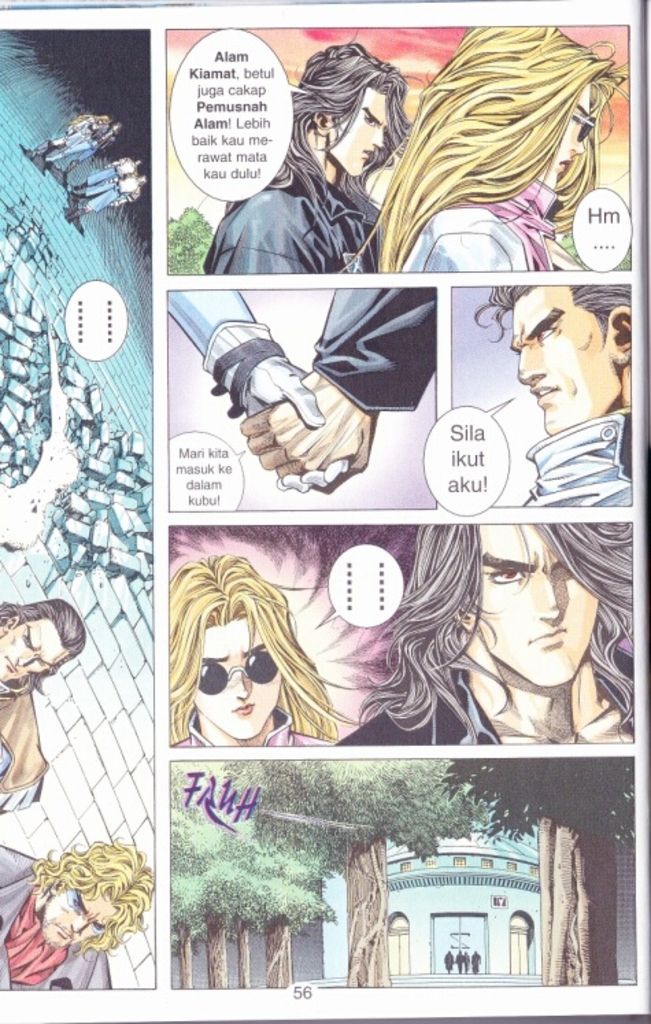 Alam
Kiamat, betul
juga cakap
Pemusnah
Alam! Lebih
baik kau me-
rawat mata
kau dulu!
Hm
....
Mari kita
masuk ke
dalam
kubu!
Sila
ikut
aku!
56